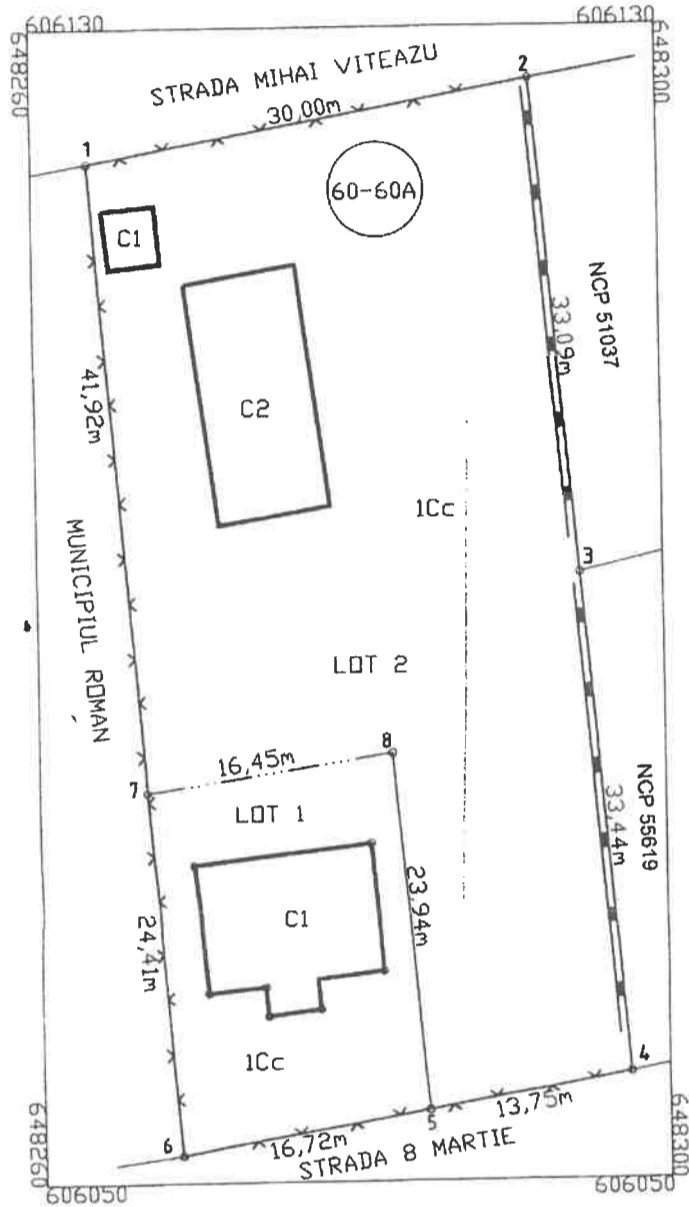 606130
606130
648260
648300
STRADA MIHAI VITEAZU
30,00m
1
2
60-60A
C1
NCP 51037
33,09m
41,92m
C2
1Cc
3
MUNICIPIUL ROMAN
LOT 2
8
16,45m
7
LOT 1
NCP 55619
33,44m
23,94m
C1
24,41m
1Cc
4
13,75m
5
16,72m
6
STRADA 8 MARTIE
648260
648300
606050
606050